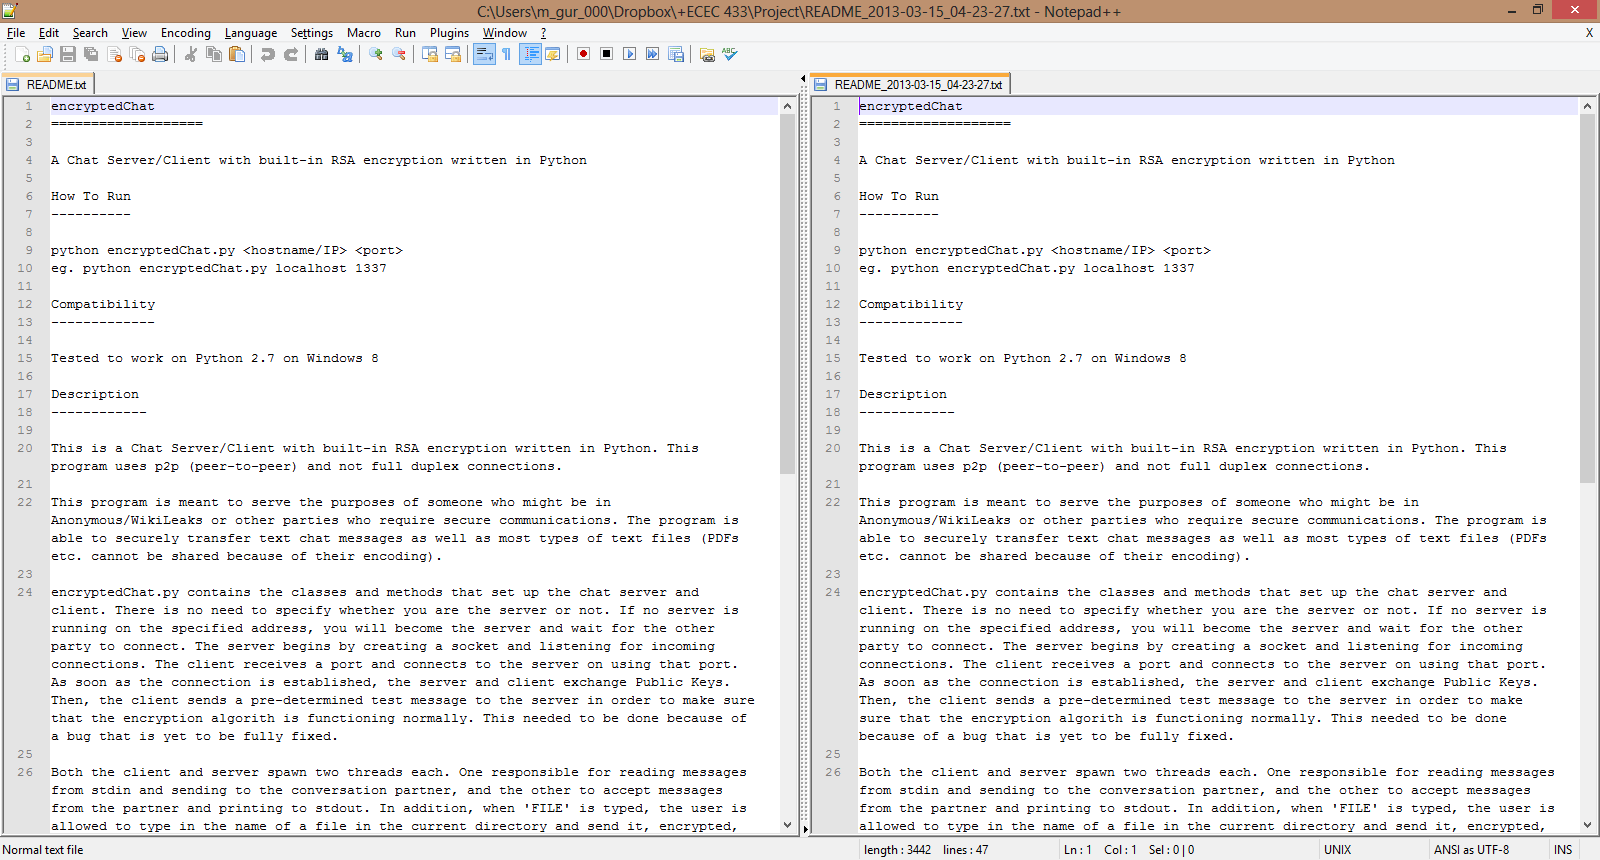 C:\Users\m_gur_000\Dropbox\+ECEC 433\Project\README_2013-03-15_04-23-27.txt - Notepad++
File Edit Search View Encoding Language Settings Macro Run Plugins Window ? X
README.txt
1 encryptedChat
2 ===================
3
4 A Chat Server/Client with built-in RSA encryption written in Python
5
6 How To Run
7 ----------
8
9 python encryptedChat.py <hostname/IP> <port>
10 eg. python encryptedChat.py localhost 1337
11
12 Compatibility
13 -------------
14
15 Tested to work on Python 2.7 on Windows 8
16
17 Description
18 ------------
19
20 This is a Chat Server/Client with built-in RSA encryption written in Python. This
program uses p2p (peer-to-peer) and not full duplex connections.
21
22 This program is meant to serve the purposes of someone who might be in
Anonymous/WikiLeaks or other parties who require secure communications. The program is
able to securely transfer text chat messages as well as most types of text files (PDFs
etc. cannot be shared because of their encoding).
23
24 encryptedChat.py contains the classes and methods that set up the chat server and
client. There is no need to specify whether you are the server or not. If no server is
running on the specified address, you will become the server and wait for the other
party to connect. The server begins by creating a socket and listening for incoming
connections. The client receives a port and connects to the server on using that port.
As soon as the connection is established, the server and client exchange Public Keys.
Then, the client sends a pre-determined test message to the server in order to make sure
that the encryption algorith is functioning normally. This needed to be done because of
a bug that is yet to be fully fixed.
25
26 Both the client and server spawn two threads each. One responsible for reading messages
from stdin and sending to the conversation partner, and the other to accept messages
from the partner and printing to stdout. In addition, when 'FILE' is typed, the user is
allowed to type in the name of a file in the current directory and send it, encrypted,
README_2013-03-15_04-23-27.txt
1 encryptedChat
2 ===================
3
4 A Chat Server/Client with built-in RSA encryption written in Python
5
6 How To Run
7 ----------
8
9 python encryptedChat.py <hostname/IP> <port>
10 eg. python encryptedChat.py localhost 1337
11
12 Compatibility
13 -------------
14
15 Tested to work on Python 2.7 on Windows 8
16
17 Description
18 ------------
19
20 This is a Chat Server/Client with built-in RSA encryption written in Python. This
program uses p2p (peer-to-peer) and not full duplex connections.
21
22 This program is meant to serve the purposes of someone who might be in
Anonymous/WikiLeaks or other parties who require secure communications. The program is
able to securely transfer text chat messages as well as most types of text files (PDFs
etc. cannot be shared because of their encoding).
23
24 encryptedChat.py contains the classes and methods that set up the chat server and
client. There is no need to specify whether you are the server or not. If no server is
running on the specified address, you will become the server and wait for the other
party to connect. The server begins by creating a socket and listening for incoming
connections. The client receives a port and connects to the server on using that port.
As soon as the connection is established, the server and client exchange Public Keys.
Then, the client sends a pre-determined test message to the server in order to make
sure that the encryption algorith is functioning normally. This needed to be done
because of a bug that is yet to be fully fixed.
25
26 Both the client and server spawn two threads each. One responsible for reading messages
from stdin and sending to the conversation partner, and the other to accept messages
from the partner and printing to stdout. In addition, when 'FILE' is typed, the user is
allowed to type in the name of a file in the current directory and send it, encrypted,
Normal text file length : 3442 lines : 47 Ln : 1 Col : 1 Sel : 0 | 0 UNIX ANSI as UTF-8 INS